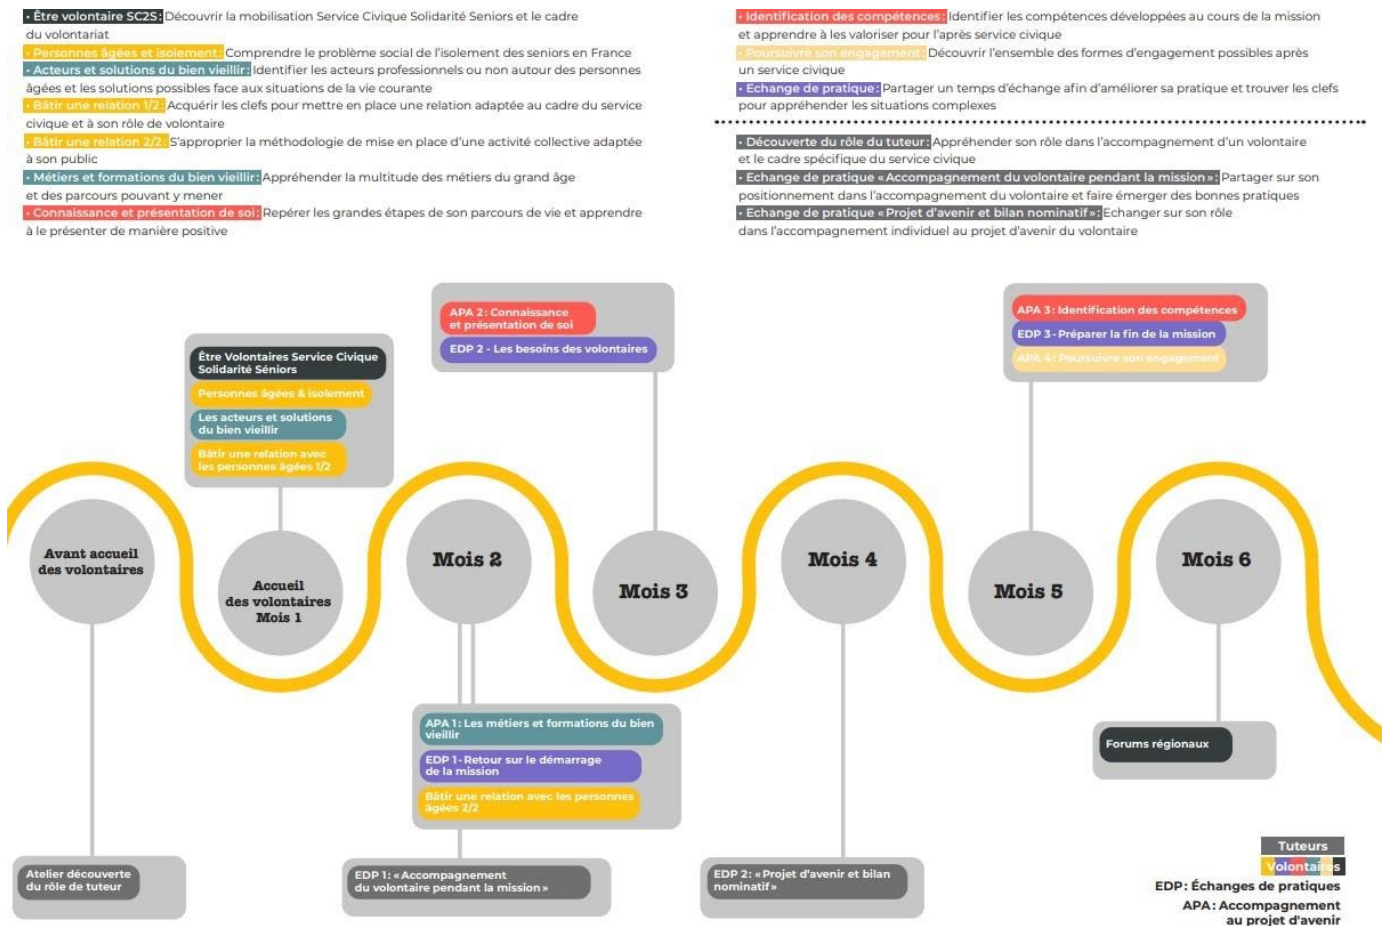 • Être volontaire SC2S: Découvrir la mobilisation Service Civique Solidarité Seniors et le cadre
du volontariat
• Personnes âgées et isolement: Comprendre le problème social de l'isolement des seniors en France
• Acteurs et solutions du bien vieillir: Identifier les acteurs professionnels ou non autour des personnes
âgées et les solutions possibles face aux situations de la vie courante
• Bâtir une relation 1/2: Acquérir les clefs pour mettre en place une relation adaptée au cadre du service
civique et à son rôle de volontaire
• Bâtir une relation 2/2: S'approprier la méthodologie de mise en place d'une activité collective adaptée
à son public
• Métiers et formations du bien vieillir: Appréhender la multitude des métiers du grand âge
et des parcours pouvant y mener
• Connaissance et présentation de soi: Repérer les grandes étapes de son parcours de vie et apprendre
à le présenter de manière positive
• Identification des compétences: Identifier les compétences développées au cours de la mission
et apprendre à les valoriser pour l'après service civique
• Poursuivre son engagement: Découvrir l'ensemble des formes d'engagement possibles après
un service civique
• Echange de pratique: Partager un temps d'échange afin d'améliorer sa pratique et trouver les clefs
pour appréhender les situations complexes
• Découverte du rôle du tuteur: Appréhender son rôle dans l'accompagnement d'un volontaire
et le cadre spécifique du service civique
• Echange de pratique «Accompagnement du volontaire pendant la mission»: Partager sur son
positionnement dans l'accompagnement du volontaire et faire émerger des bonnes pratiques
• Echange de pratique «Projet d'avenir et bilan nominatif»: Echanger sur son rôle
dans l'accompagnement individuel au projet d'avenir du volontaire
Être Volontaires Service Civique
Solidarité Séniors
Personnes âgées & isolement
Les acteurs et solutions
du bien vieillir
Bâtir une relation avec
les personnes âgées 1/2
APA 2: Connaissance
et présentation de soi
EDP 2 - Les besoins des volontaires
APA 3: Identification des compétences
EDP 3 - Préparer la fin de la mission
APA 4: Poursuivre son engagement
Avant accueil
des volontaires
Accueil
des volontaires
Mois 1
Mois 2
Mois 3
Mois 4
Mois 5
Mois 6
APA 1: Les métiers et formations du bien
vieillir
EDP 1 - Retour sur le démarrage
de la mission
Bâtir une relation avec les personnes
âgées 2/2
Forums régionaux
Atelier découverte
du rôle de tuteur
EDP 1: «Accompagnement
du volontaire pendant la mission»
EDP 2: «Projet d'avenir et bilan
nominatif»
Tuteurs
Volontaires
EDP: Échanges de pratiques
APA: Accompagnement
au projet d'avenir